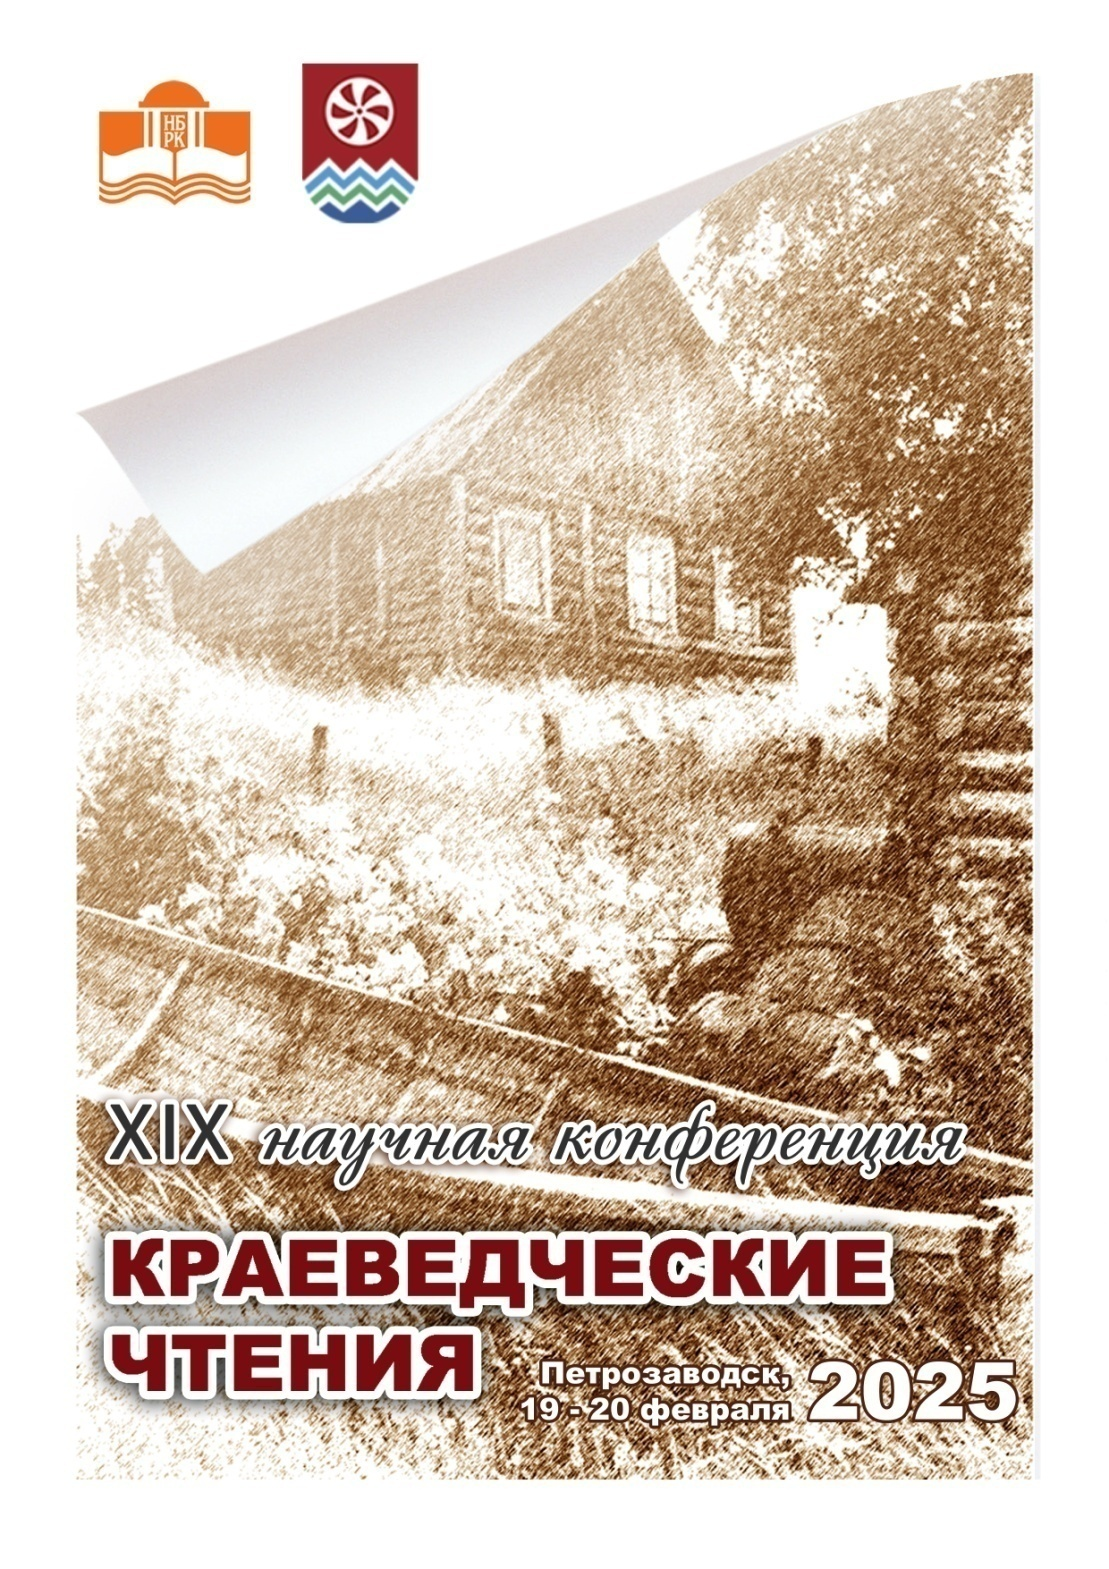 НБ
РК
XIX научная конференция
КРАЕВЕДЧЕСКИЕ
ЧТЕНИЯ
Петрозаводск,
19 - 20 февраля 2025